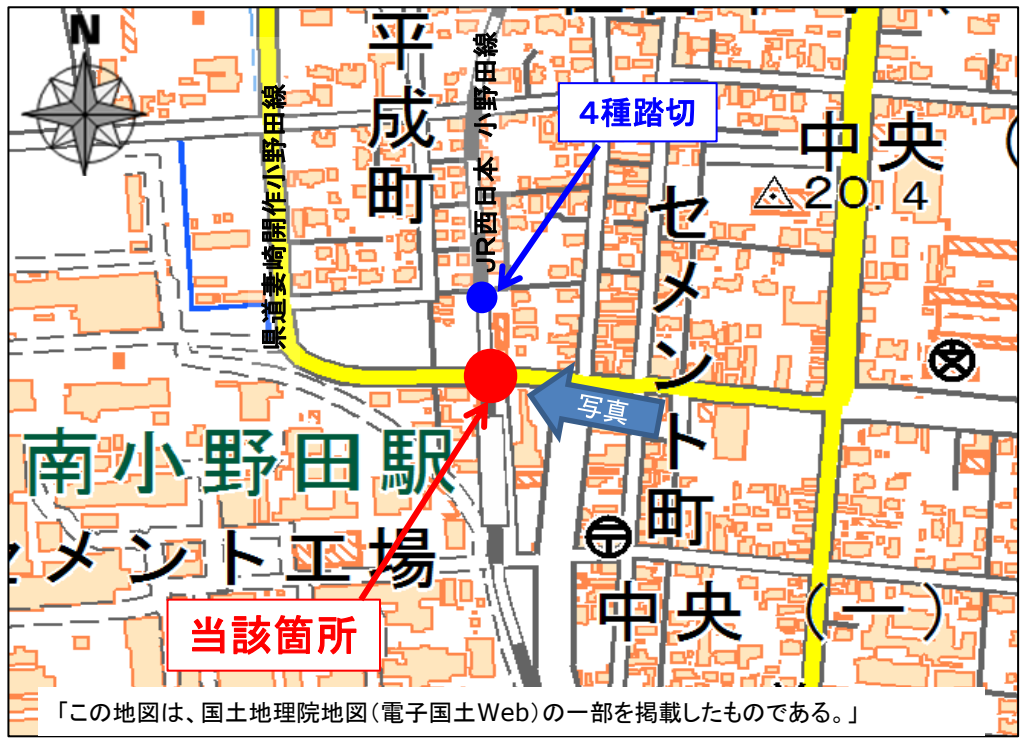 N
平成町
JR西日本 小野田線
県道妻崎開作小野田線
4種踏切
中央（
20.4
セメント町
写真
南小野田駅
セメント工場
当該箇所
中央（一）
「この地図は、国土地理院地図(電子国土Web)の一部を掲載したものである。」